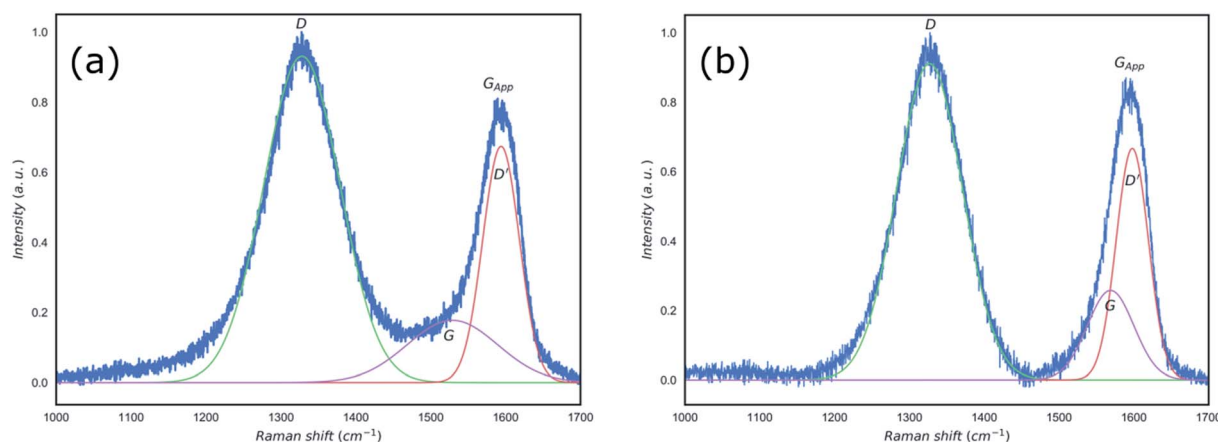 (a)
D
G_App
D'
G
1.0
0.8
0.6
0.4
0.2
0.0
Intensity (a.u.)
1000 1100 1200 1300 1400 1500 1600 1700
Raman shift (cm⁻¹)
(b)
D
G_App
D'
G
1.0
0.8
0.6
0.4
0.2
0.0
Intensity (a.u.)
1000 1100 1200 1300 1400 1500 1600 1700
Raman shift (cm⁻¹)